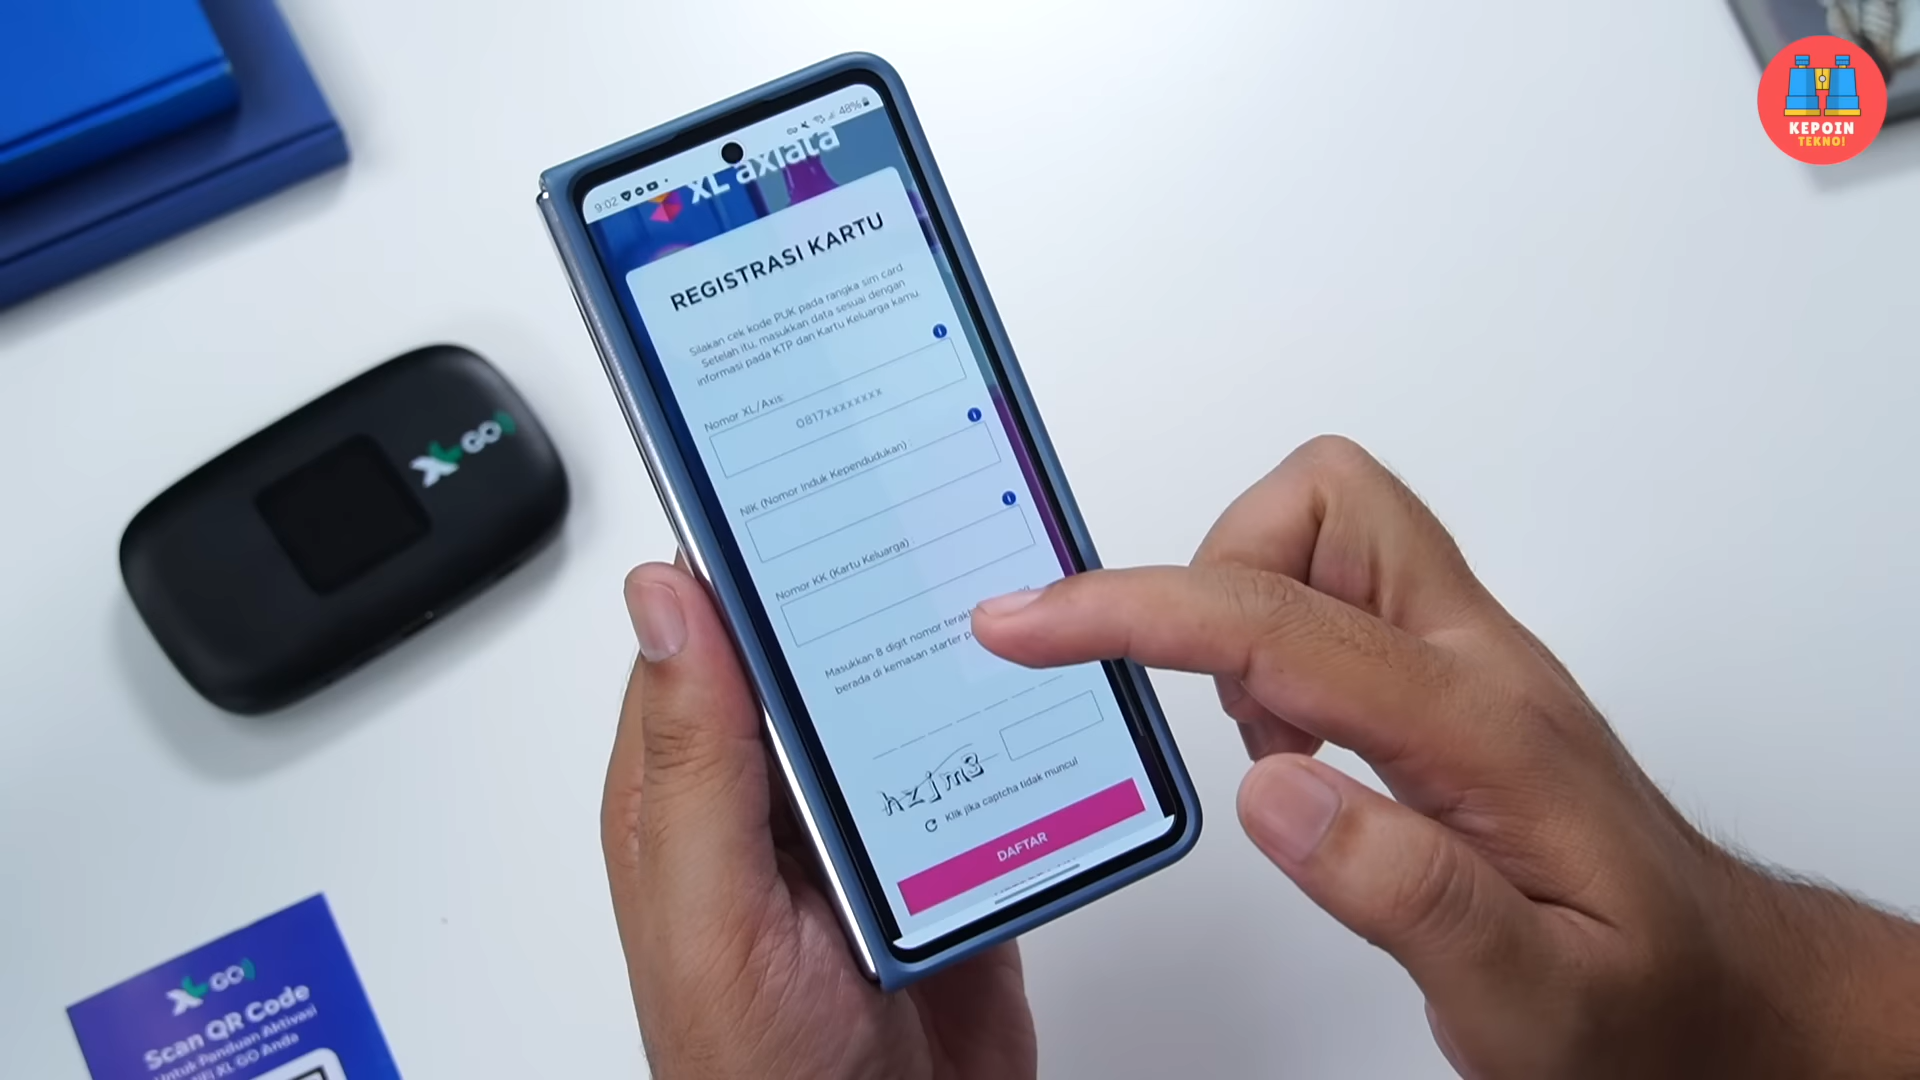 KEPOIN
TEKNO!
9:02
48%
XL axiata
REGISTRASI KARTU
Silakan cek kode PUK pada rangka sim card.
Setelah itu, masukkan data sesuai dengan
informasi pada KTP dan Kartu Keluarga kamu.
Nomor XL/Axis:
0817xxxxxxxx
NIK (Nomor Induk Kependudukan) :
Nomor KK (Kartu Keluarga) :
Masukkan 8 digit nomor
berada di kemasan starter
hzjm3
Klik jika captcha tidak muncul
DAFTAR
XL GO
XL GO
Scan QR Code
Untuk Panduan Aktivasi
XL GO Anda